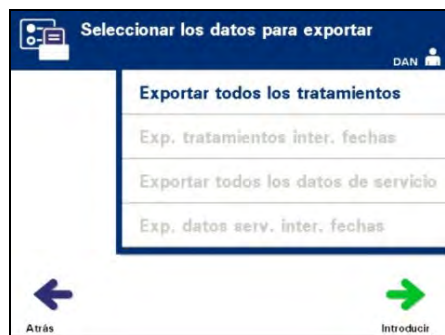 Seleccionar los datos para exportar
DAN
Exportar todos los tratamientos
Exp. tratamientos inter. fechas
Exportar todos los datos de servicio
Exp. datos serv. inter. fechas
Atrás
Introducir